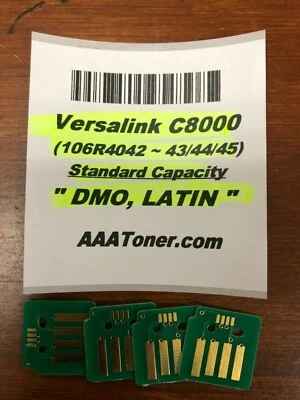 Versalink C8000
(106R4042 ~ 43/44/45)
Standard Capacity
" DMO, LATIN "
AAAToner.com